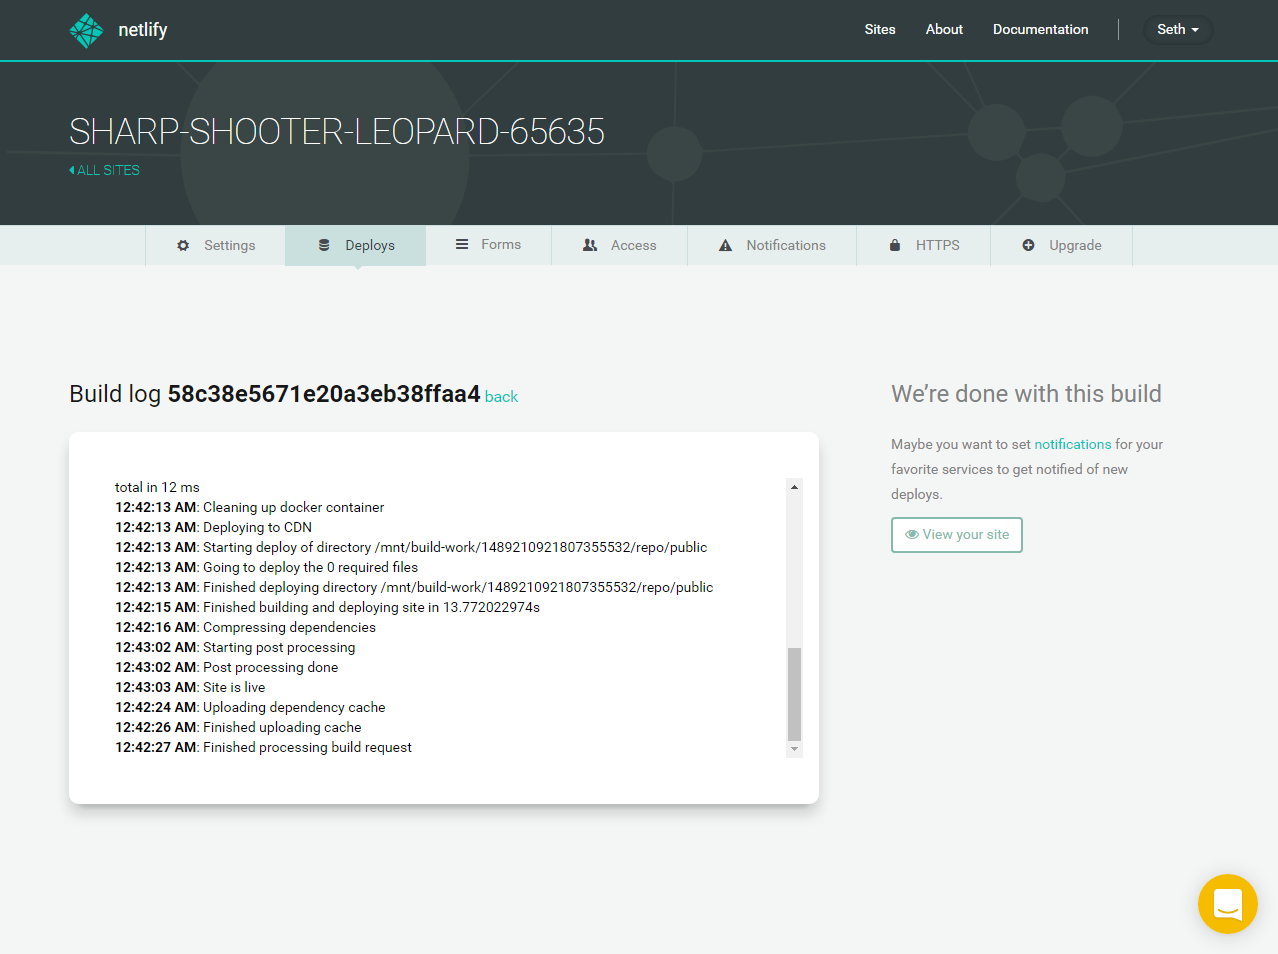 netlify
Sites
About
Documentation
Seth
SHARP-SHOOTER-LEOPARD-65635
ALL SITES
Settings
Deploys
Forms
Access
Notifications
HTTPS
Upgrade
Build log 58c38e5671e20a3eb38ffaa4 back
total in 12 ms
12:42:13 AM: Cleaning up docker container
12:42:13 AM: Deploying to CDN
12:42:13 AM: Starting deploy of directory /mnt/build-work/1489210921807355532/repo/public
12:42:13 AM: Going to deploy the 0 required files
12:42:13 AM: Finished deploying directory /mnt/build-work/1489210921807355532/repo/public
12:42:15 AM: Finished building and deploying site in 13.772022974s
12:42:16 AM: Compressing dependencies
12:43:02 AM: Starting post processing
12:43:02 AM: Post processing done
12:43:03 AM: Site is live
12:42:24 AM: Uploading dependency cache
12:42:26 AM: Finished uploading cache
12:42:27 AM: Finished processing build request
We’re done with this build
Maybe you want to set notifications for your
favorite services to get notified of new
deploys.
View your site